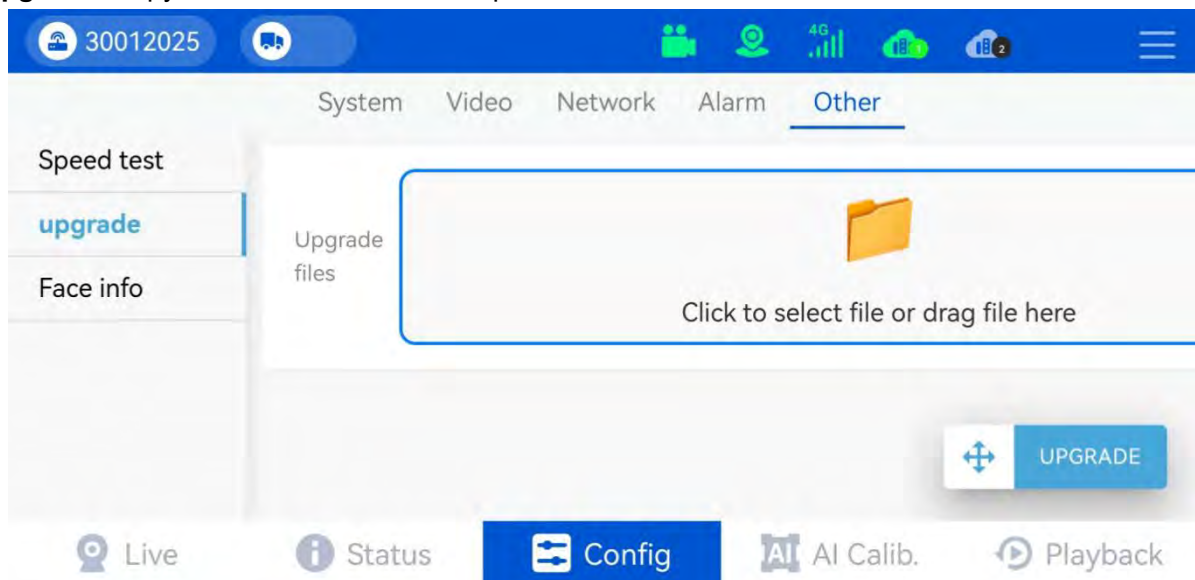 30012025
4G
1
2
System Video Network Alarm Other
Speed test
upgrade
Face info
Upgrade
files
Click to select file or drag file here
UPGRADE
Live Status Config AI AI Calib. Playback